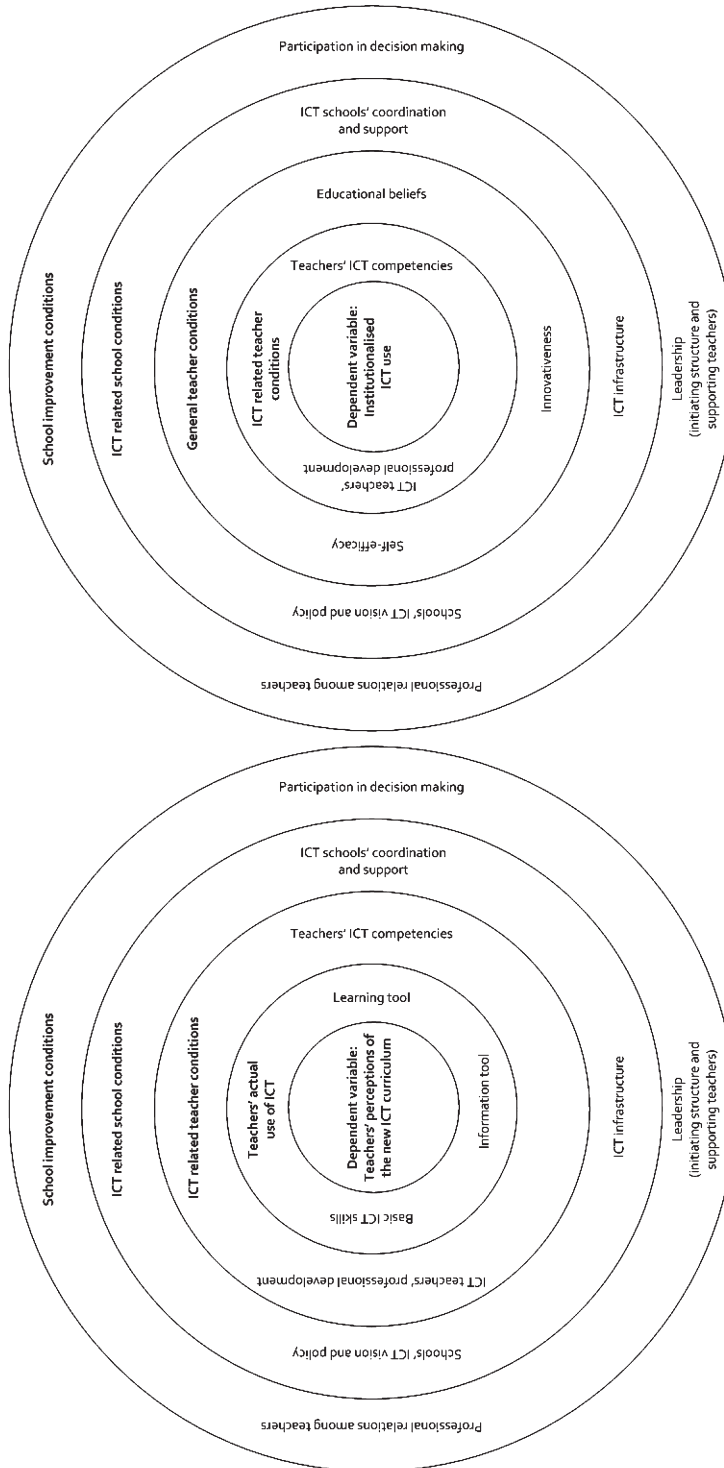 Participation in decision making
ICT schools' coordination
and support
Educational beliefs
Teachers' ICT competencies
School improvement conditions
ICT related school conditions
General teacher conditions
ICT related teacher
conditions
Dependent variable:
Institutionalised
ICT use
Innovativeness
ICT infrastructure
Leadership
(initiating structure and
supporting teachers)
ICT teachers'
professional development
Self-efficacy
Schools' ICT vision and policy
Professional relations among teachers
Participation in decision making
ICT schools' coordination
and support
Teachers' ICT competencies
Learning tool
School improvement conditions
ICT related school conditions
ICT related teacher conditions
Teachers' actual
use of ICT
Dependent variable:
Teachers' perceptions of
the new ICT curriculum
Information tool
ICT infrastructure
Leadership
(initiating structure and
supporting teachers)
Basic ICT skills
ICT teachers' professional development
Schools' ICT vision and policy
Professional relations among teachers